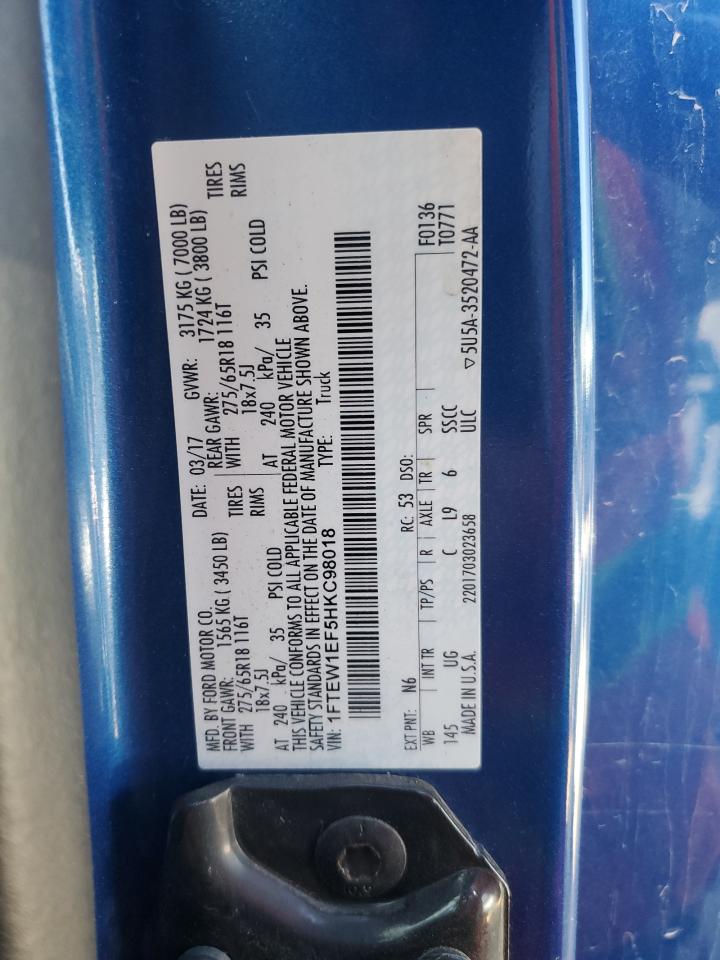 MFD. BY FORD MOTOR CO.
DATE: 03/17 GVWR: 3175 KG ( 7000 LB)
FRONT GAWR: 1565 KG ( 3450 LB) REAR GAWR: 1724 KG ( 3800 LB)
WITH 275/65R18 116T TIRES WITH 275/65R18 116T TIRES
18x7.5J RIMS 18x7.5J RIMS
AT 240 kPa/ 35 PSI COLD AT 240 kPa/ 35 PSI COLD
THIS VEHICLE CONFORMS TO ALL APPLICABLE FEDERAL MOTOR VEHICLE
SAFETY STANDARDS IN EFFECT ON THE DATE OF MANUFACTURE SHOWN ABOVE.
VIN: 1FTEW1EF5HKC98018 TYPE: Truck
EXT PNT: N6 RC: 53 DSO: F0136
WB INT TR TP/PS R AXLE TR SPR T0771
145 UG C L9 6 SSCC
MADE IN U.S.A. 2201703023658 ULC
▽5U5A-3520472-AA